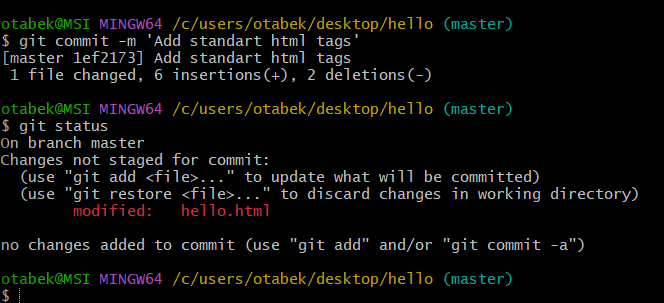 otabek@MSI MINGW64 /c/users/otabek/desktop/hello (master)
$ git commit -m 'Add standart html tags'
[master 1ef2173] Add standart html tags
 1 file changed, 6 insertions(+), 2 deletions(-)

otabek@MSI MINGW64 /c/users/otabek/desktop/hello (master)
$ git status
On branch master
Changes not staged for commit:
  (use "git add <file>..." to update what will be committed)
  (use "git restore <file>..." to discard changes in working directory)
        modified:   hello.html

no changes added to commit (use "git add" and/or "git commit -a")

otabek@MSI MINGW64 /c/users/otabek/desktop/hello (master)
$